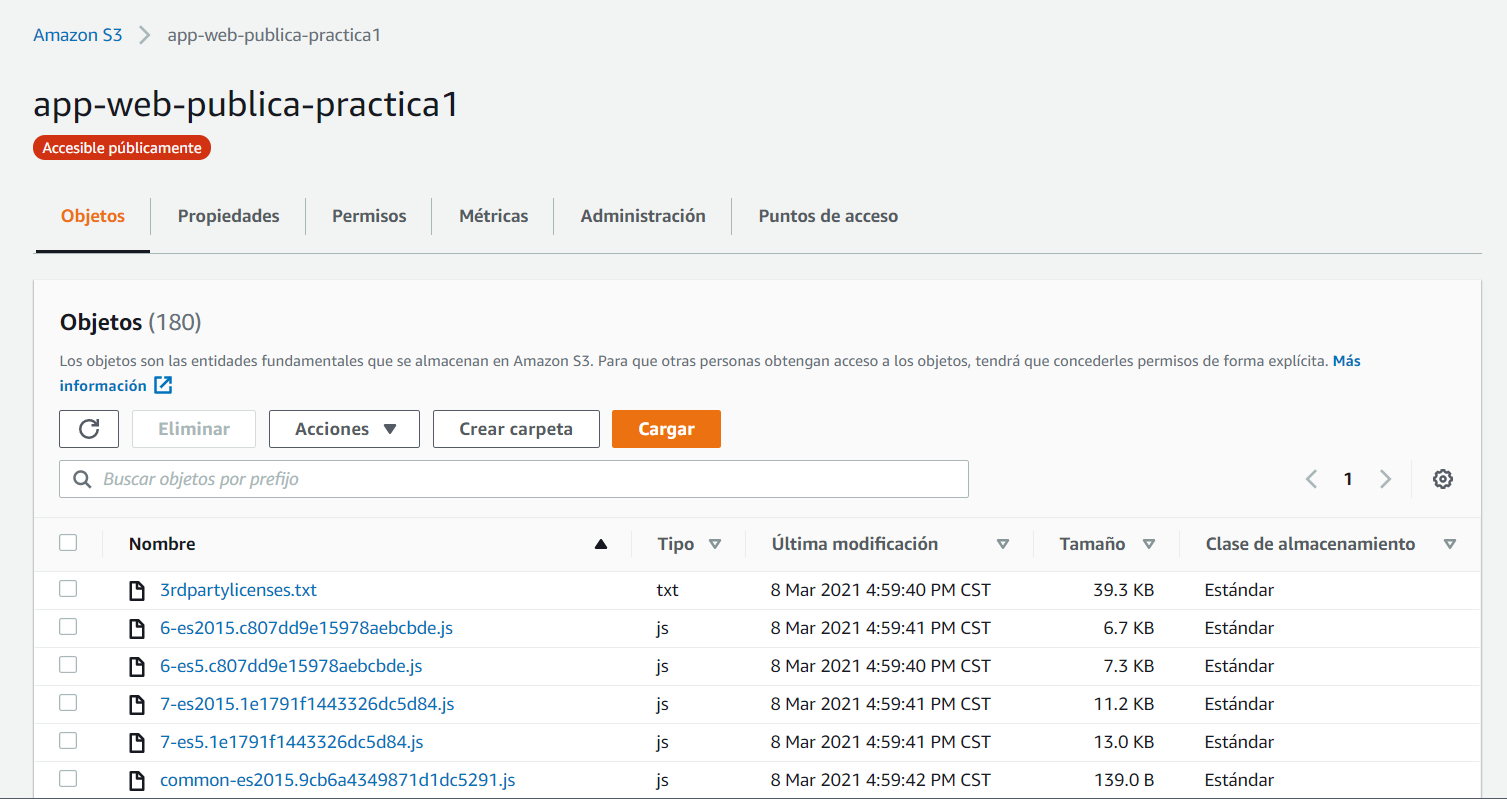 Amazon S3 > app-web-publica-practica1
app-web-publica-practica1
Accesible públicamente
Objetos Propiedades Permisos Métricas Administración Puntos de acceso
Objetos (180)
Los objetos son las entidades fundamentales que se almacenan en Amazon S3. Para que otras personas obtengan acceso a los objetos, tendrá que concederles permisos de forma explícita. Más
información
Eliminar Acciones Crear carpeta Cargar
Buscar objetos por prefijo 1
Nombre Tipo Última modificación Tamaño Clase de almacenamiento
3rdpartylicenses.txt txt 8 Mar 2021 4:59:40 PM CST 39.3 KB Estándar
6-es2015.c807dd9e15978aebcbde.js js 8 Mar 2021 4:59:41 PM CST 6.7 KB Estándar
6-es5.c807dd9e15978aebcbde.js js 8 Mar 2021 4:59:40 PM CST 7.3 KB Estándar
7-es2015.1e1791f1443326dc5d84.js js 8 Mar 2021 4:59:41 PM CST 11.2 KB Estándar
7-es5.1e1791f1443326dc5d84.js js 8 Mar 2021 4:59:41 PM CST 13.0 KB Estándar
common-es2015.9cb6a4349871d1dc5291.js js 8 Mar 2021 4:59:42 PM CST 139.0 B Estándar